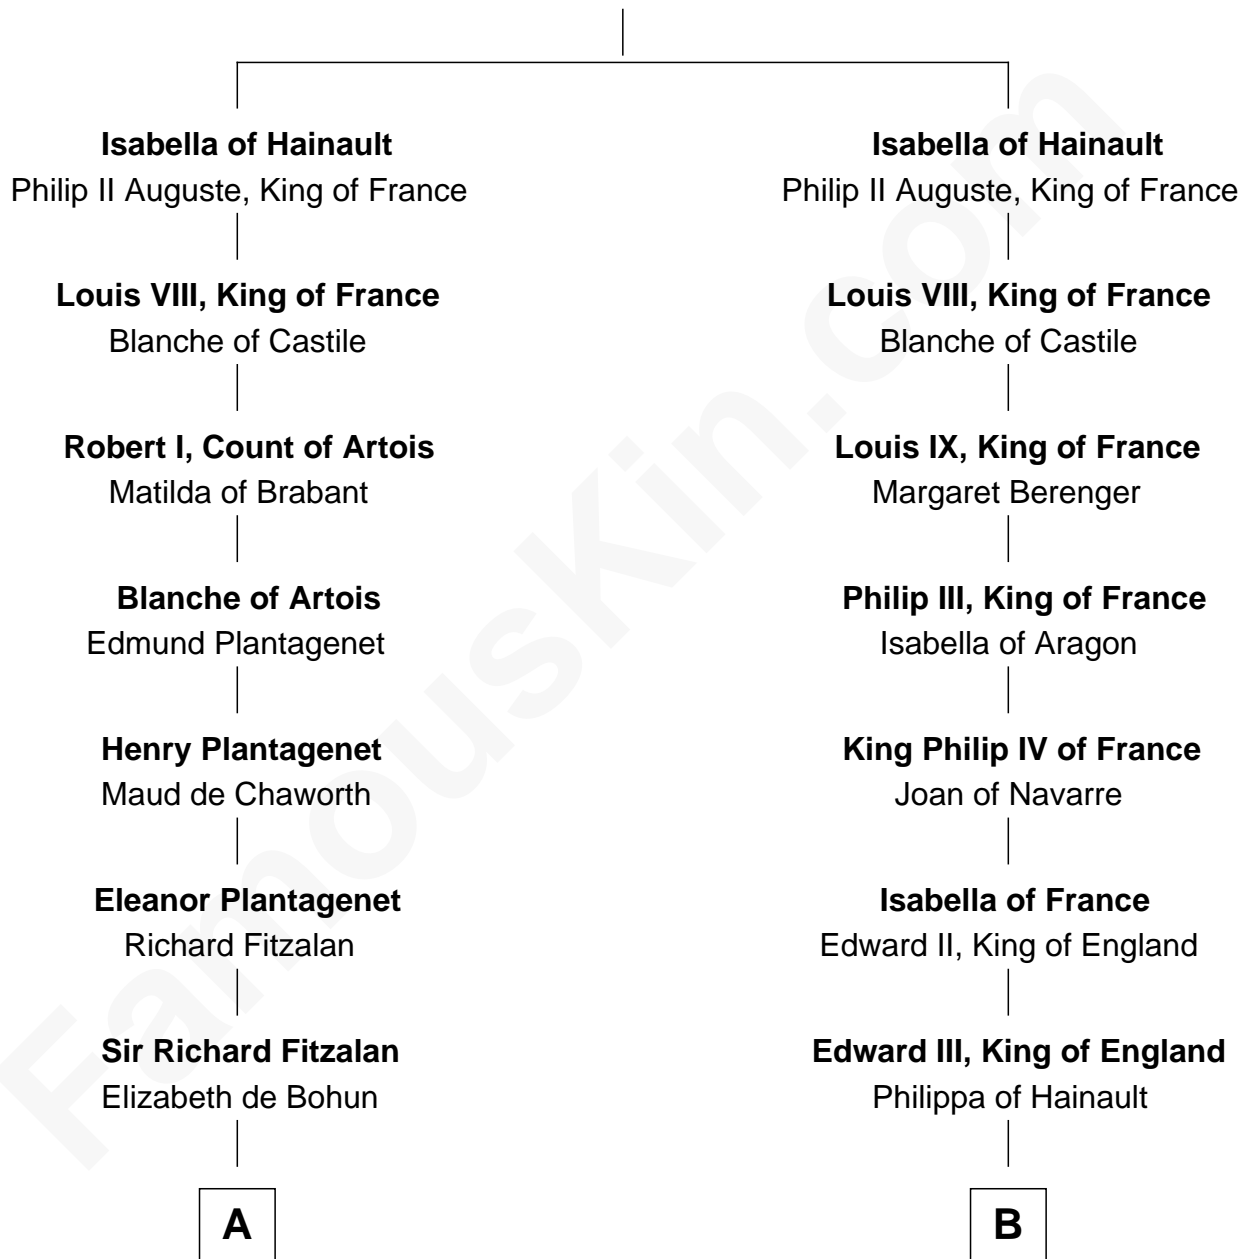 Isabella of Hainault
Philip II Auguste, King of France
Louis VIII, King of France
Blanche of Castile
Robert I, Count of Artois
Matilda of Brabant
Blanche of Artois
Edmund Plantagenet
Henry Plantagenet
Maud de Chaworth
Eleanor Plantagenet
Richard Fitzalan
Sir Richard Fitzalan
Elizabeth de Bohun
A
Isabella of Hainault
Philip II Auguste, King of France
Louis VIII, King of France
Blanche of Castile
Louis IX, King of France
Margaret Berenger
Philip III, King of France
Isabella of Aragon
King Philip IV of France
Joan of Navarre
Isabella of France
Edward II, King of England
Edward III, King of England
Philippa of Hainault
B
FamousKin.com